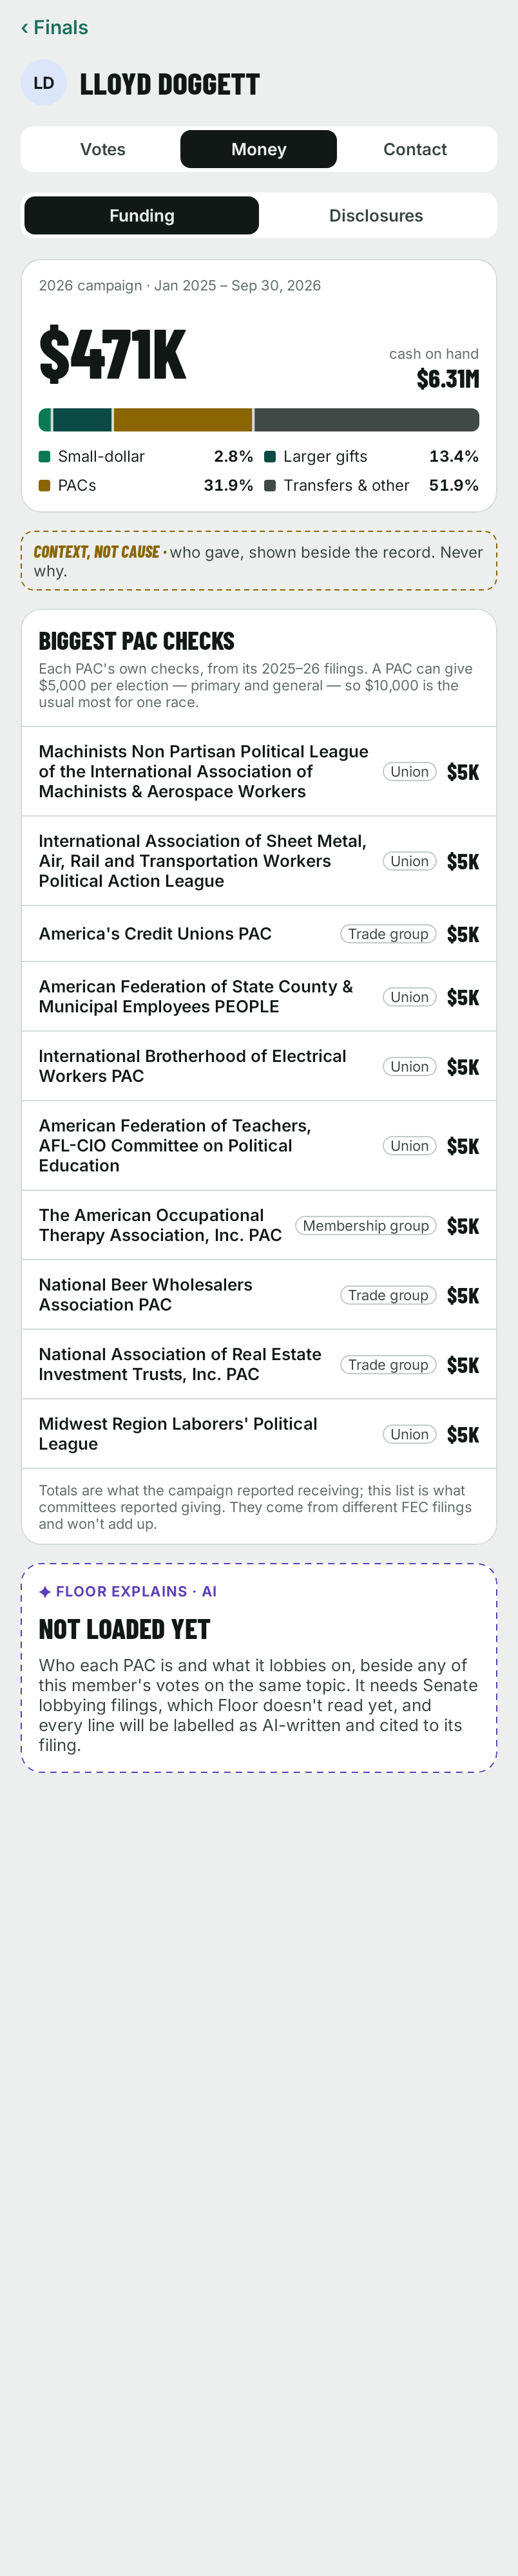 ‹ Finals
LD
LLOYD DOGGETT
Votes
Money
Contact
Funding
Disclosures
2026 campaign · Jan 2025 – Sep 30, 2026
$471K
cash on hand
$6.31M
Small-dollar 2.8%
Larger gifts 13.4%
PACs 31.9%
Transfers & other 51.9%
CONTEXT, NOT CAUSE · who gave, shown beside the record. Never
why.
BIGGEST PAC CHECKS
Each PAC's own checks, from its 2025–26 filings. A PAC can give
$5,000 per election — primary and general — so $10,000 is the
usual most for one race.
Machinists Non Partisan Political League
of the International Association of
Machinists & Aerospace Workers
Union $5K
International Association of Sheet Metal,
Air, Rail and Transportation Workers
Political Action League
Union $5K
America's Credit Unions PAC
Trade group $5K
American Federation of State County &
Municipal Employees PEOPLE
Union $5K
International Brotherhood of Electrical
Workers PAC
Union $5K
American Federation of Teachers,
AFL-CIO Committee on Political
Education
Union $5K
The American Occupational
Therapy Association, Inc. PAC
Membership group $5K
National Beer Wholesalers
Association PAC
Trade group $5K
National Association of Real Estate
Investment Trusts, Inc. PAC
Trade group $5K
Midwest Region Laborers' Political
League
Union $5K
Totals are what the campaign reported receiving; this list is what
committees reported giving. They come from different FEC filings
and won't add up.
✦ FLOOR EXPLAINS · AI
NOT LOADED YET
Who each PAC is and what it lobbies on, beside any of
this member's votes on the same topic. It needs Senate
lobbying filings, which Floor doesn't read yet, and
every line will be labelled as AI-written and cited to its
filing.